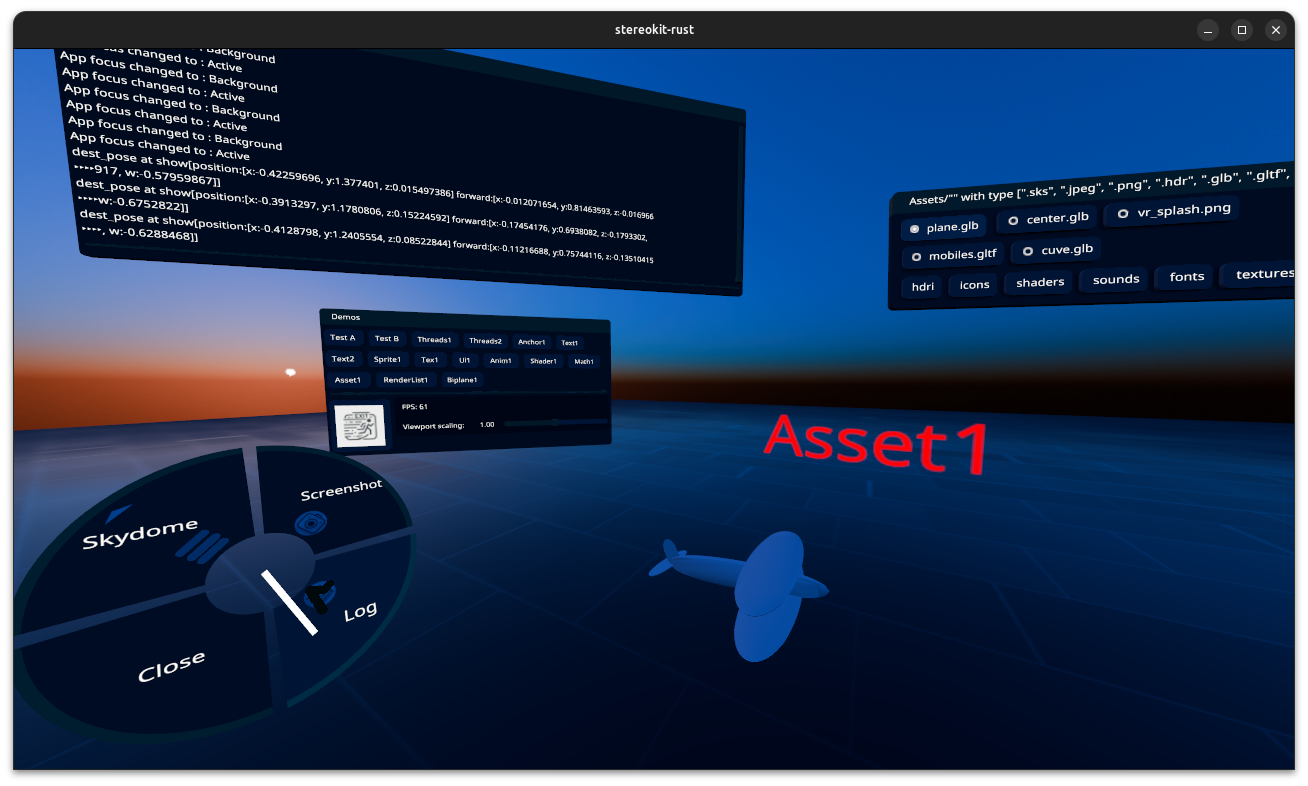 stereokit-rust
App focus changed to : Active
App focus changed to : Background
App focus changed to : Active
App focus changed to : Background
App focus changed to : Active
App focus changed to : Background
App focus changed to : Active
dest_pose at show[position:[x:-0.42259696, y:1.377401, z:0.015497386] forward:[x:-0.012071654, y:0.81463593, z:-0.016966
••••917, w:-0.57959867]]
dest_pose at show[position:[x:-0.3913297, y:1.1780806, z:0.15224592] forward:[x:-0.17454176, y:0.6938082, z:-0.1793302,
••••w:-0.6752822]]
dest_pose at show[position:[x:-0.4128798, y:1.2405554, z:0.08522844] forward:[x:-0.11216688, y:0.75744116, z:-0.13510415
••••, w:-0.6288468]]
Assets/"" with type [".sks", ".jpeg", ".png", ".hdr", ".glb", ".gltf",
plane.glb center.glb vr_splash.png
mobiles.gltf cuve.glb
hdri icons shaders sounds fonts textures
Demos
Test A Test B Threads1 Threads2 Anchor1 Text1
Text2 Sprite1 Tex1 Ui1 Anim1 Shader1 Math1
Asset1 RenderList1 Biplane1
EXIT
FPS: 61
Viewport scaling: 1.00
Asset1
Screenshot
Skydome
Log
Close